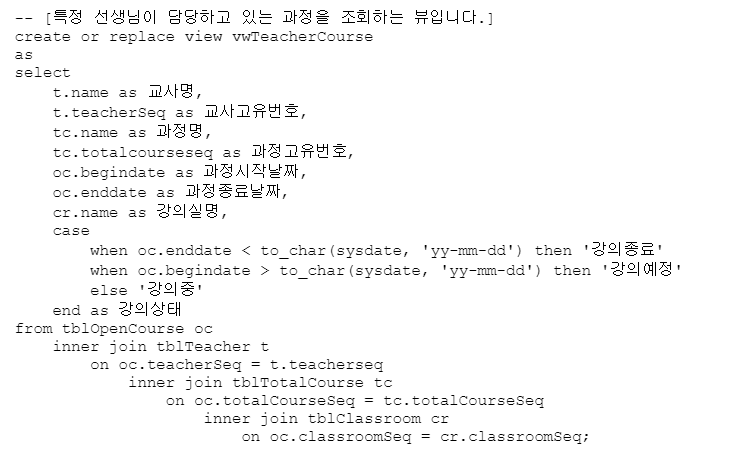 -- [특정 선생님이 담당하고 있는 과정을 조회하는 뷰입니다.]
create or replace view vwTeacherCourse
as
select
    t.name as 교사명,
    t.teacherSeq as 교사고유번호,
    tc.name as 과정명,
    tc.totalcourseseq as 과정고유번호,
    oc.begindate as 과정시작날짜,
    oc.enddate as 과정종료날짜,
    cr.name as 강의실명,
    case
        when oc.enddate < to_char(sysdate, 'yy-mm-dd') then '강의종료'
        when oc.begindate > to_char(sysdate, 'yy-mm-dd') then '강의예정'
        else '강의중'
    end as 강의상태
from tblOpenCourse oc
    inner join tblTeacher t
        on oc.teacherSeq = t.teacherseq
            inner join tblTotalCourse tc
                on oc.totalCourseSeq = tc.totalCourseSeq
                    inner join tblClassroom cr
                        on oc.classroomSeq = cr.classroomSeq;